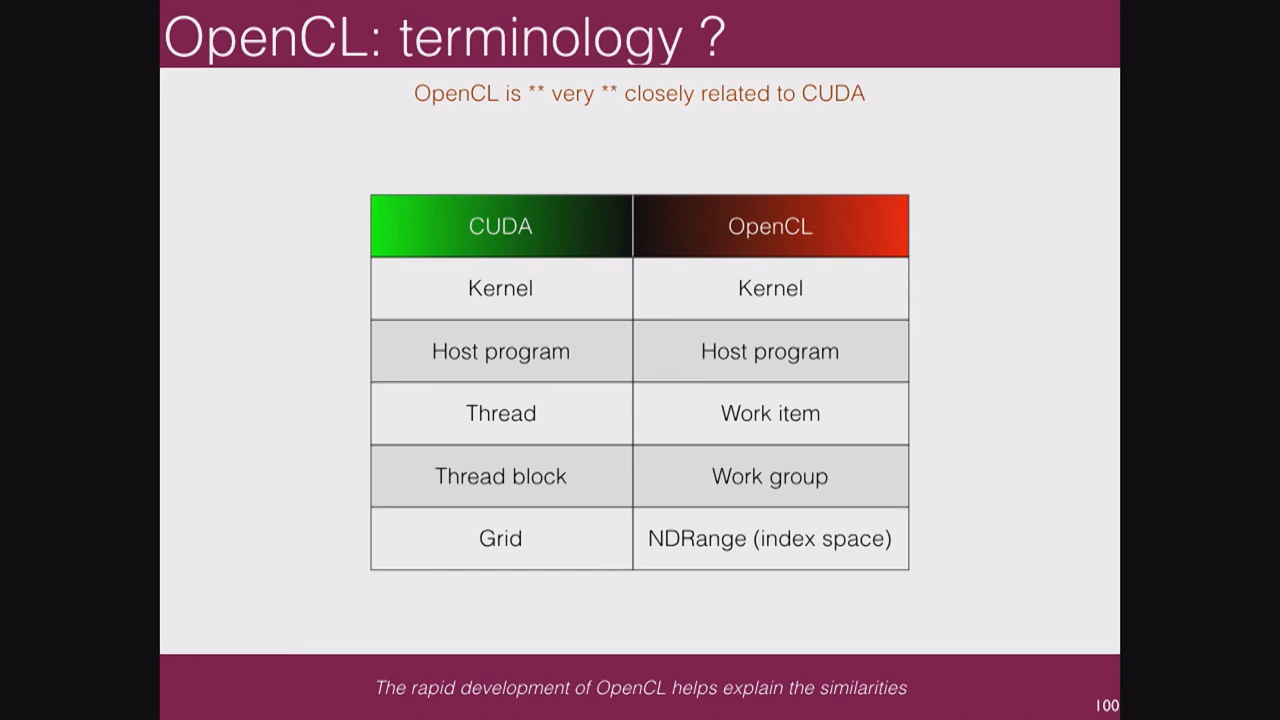 OpenCL: terminology ?
OpenCL is ** very ** closely related to CUDA
CUDA OpenCL
Kernel Kernel
Host program Host program
Thread Work item
Thread block Work group
Grid NDRange (index space)
The rapid development of OpenCL helps explain the similarities
100